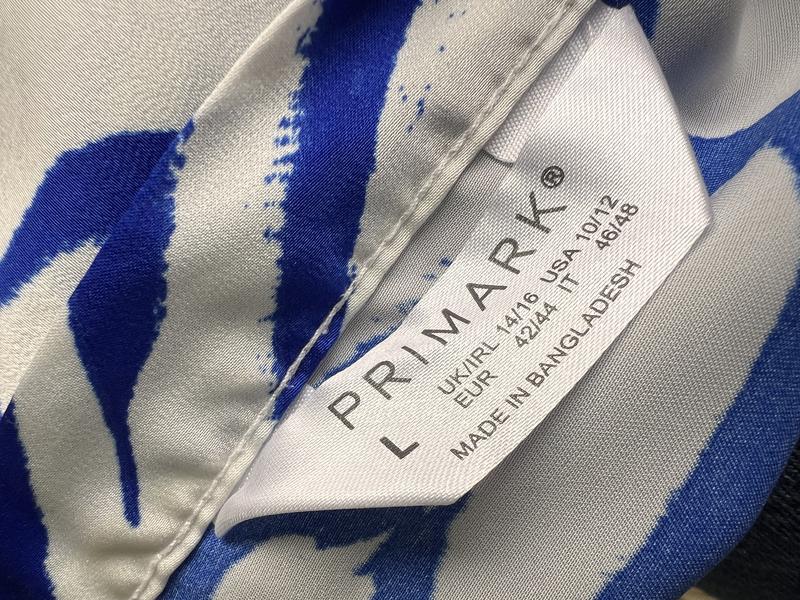 PRIMARK®
L
UK/IRL 14/16 USA 10/12
EUR 42/44 IT 46/48
MADE IN BANGLADESH